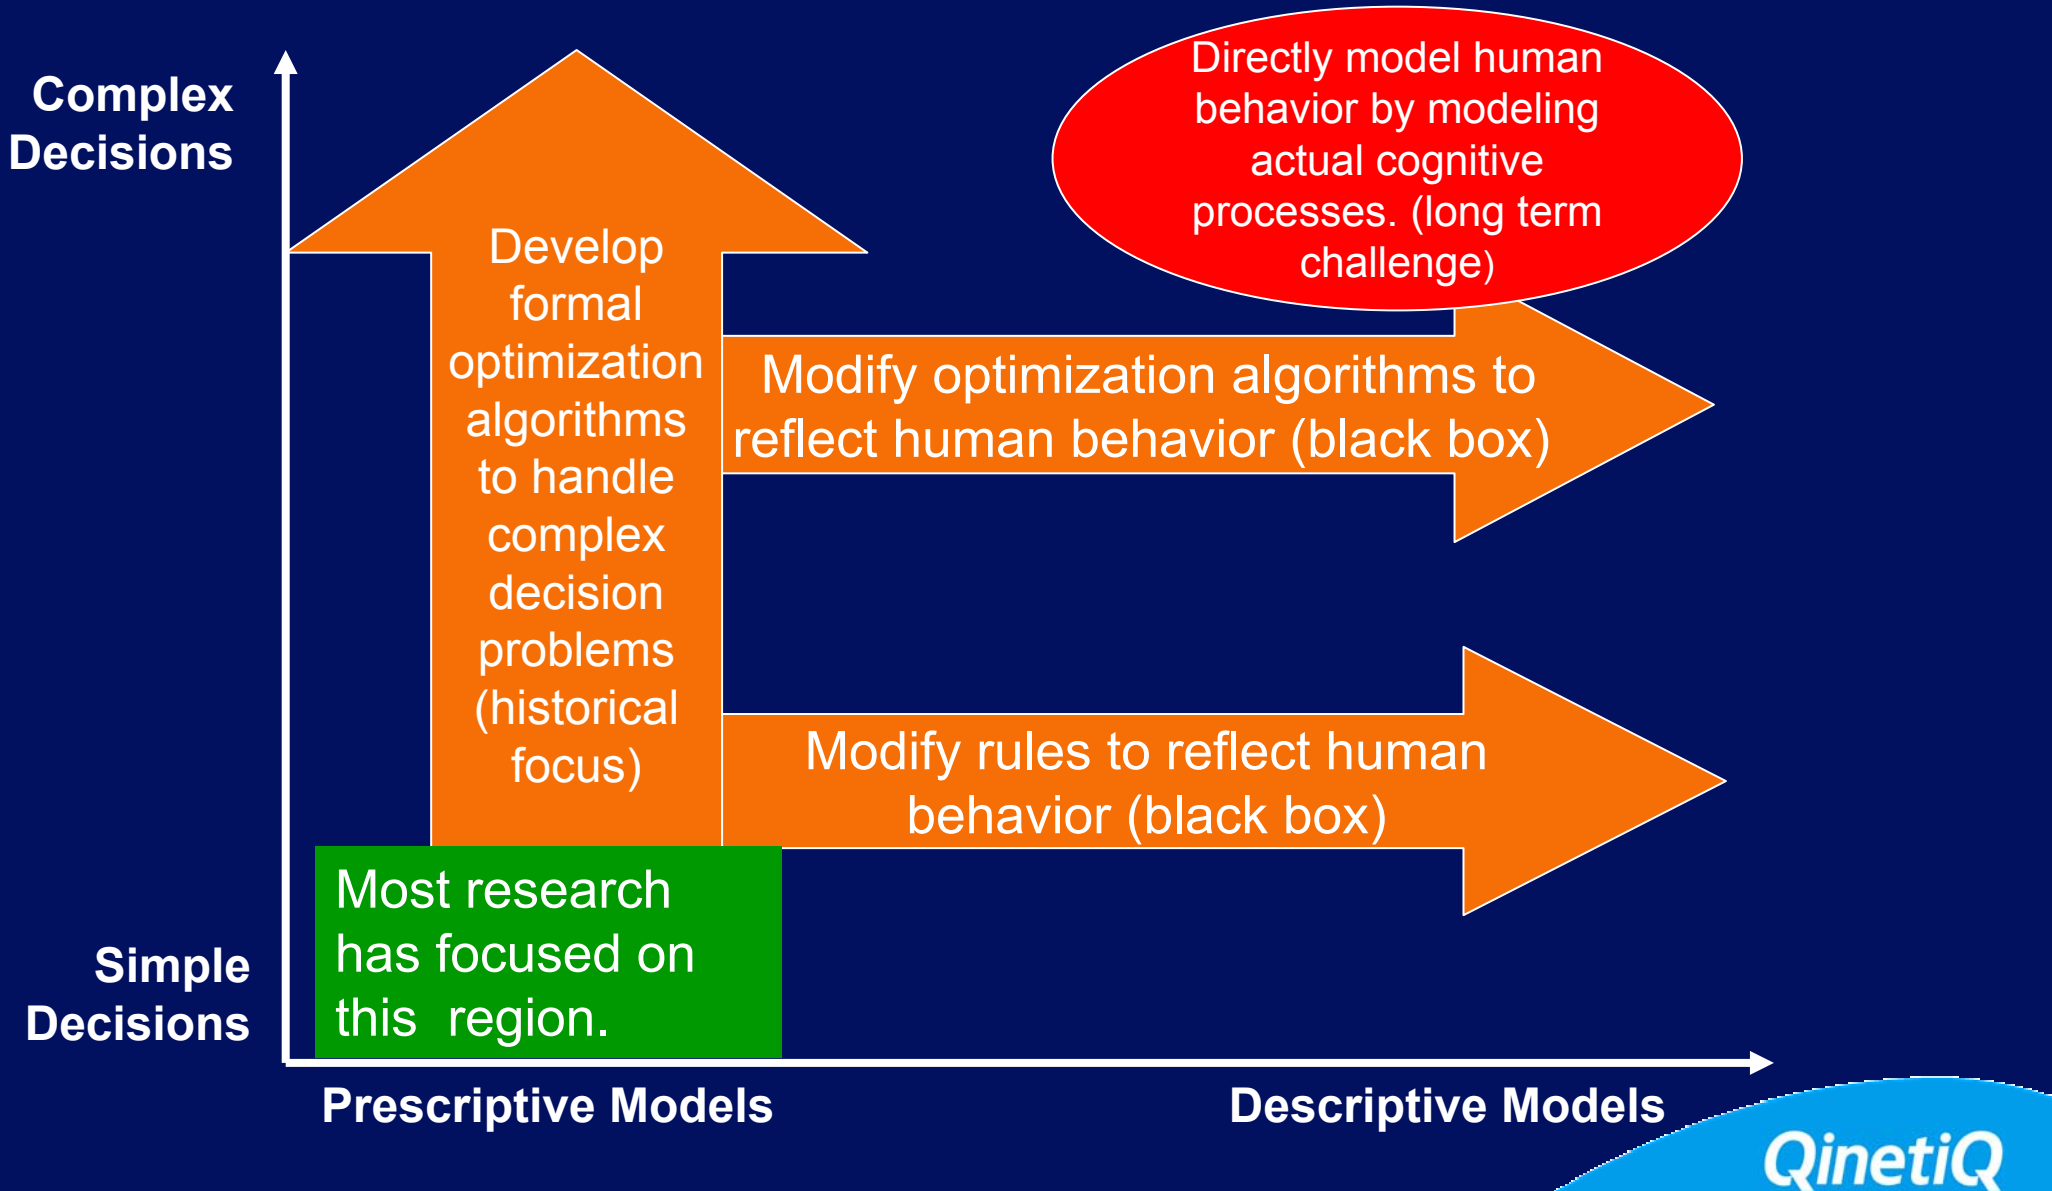 Complex
Decisions
Directly model human
behavior by modeling
actual cognitive
processes. (long term
challenge)
Develop
formal
optimization
algorithms
to handle
complex
decision
problems
(historical
focus)
Modify optimization algorithms to
reflect human behavior (black box)
Modify rules to reflect human
behavior (black box)
Most research
has focused on
this  region.
Simple
Decisions
Prescriptive Models
Descriptive Models
QinetiQ